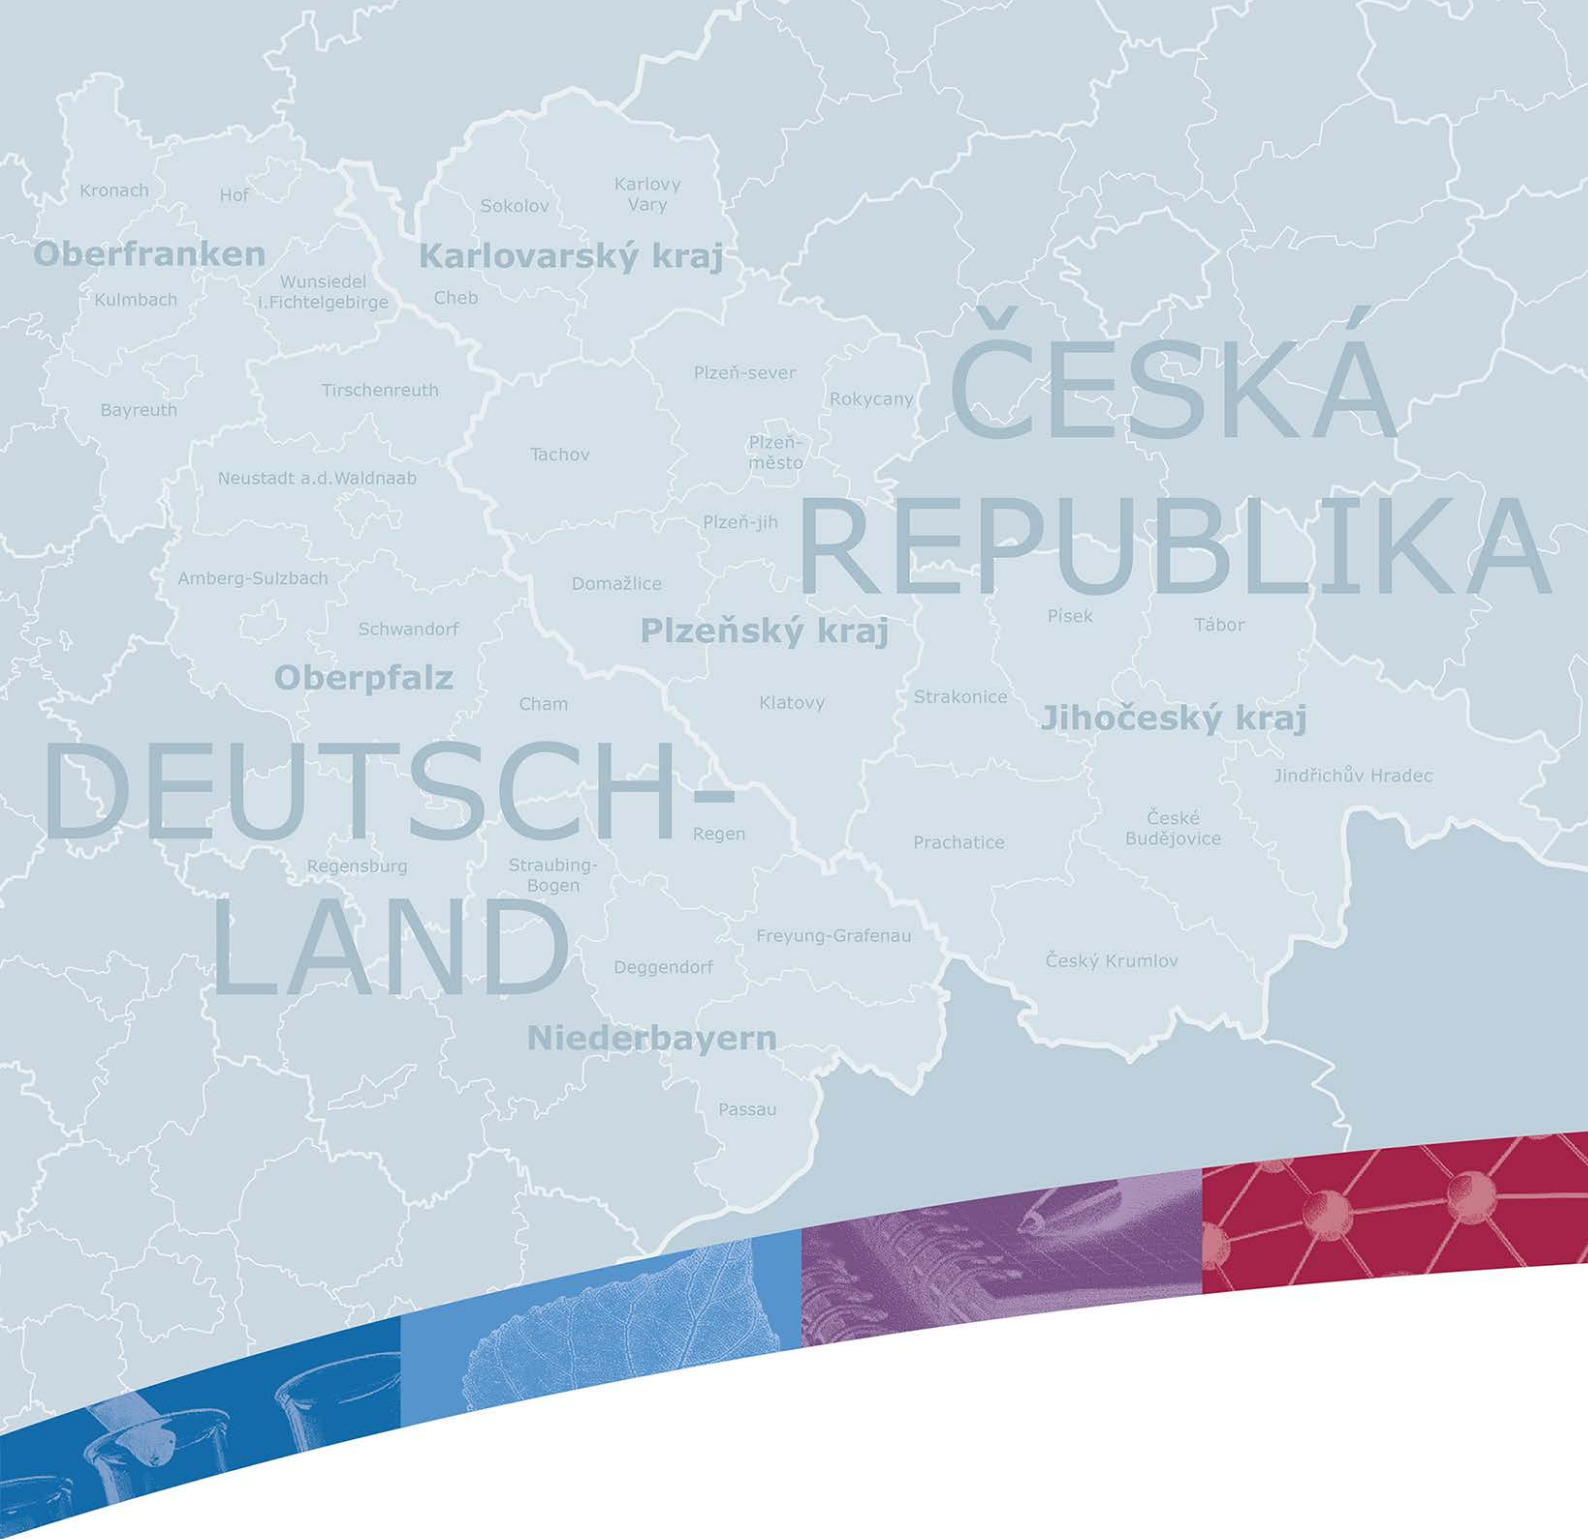 Kronach
Hof
Sokolov
Karlovy
Vary
Oberfranken
Karlovarský kraj
Wunsiedel
i.Fichtelgebirge
Kulmbach
Cheb
ČESKÁ
Tirschenreuth
Plzeň-sever
Rokycany
Bayreuth
Plzeň-
město
Tachov
Neustadt a.d.Waldnaab
REPUBLIKA
Plzeň-jih
Amberg-Sulzbach
Domažlice
Schwandorf
Plzeňský kraj
Písek
Tábor
Oberpfalz
Cham
Klatovy
Strakonice
Jihočeský kraj
DEUTSCH-
LAND
Jindřichův Hradec
Regen
České
Budějovice
Prachatice
Regensburg
Straubing-
Bogen
Freyung-Grafenau
Deggendorf
Český Krumlov
Niederbayern
Passau